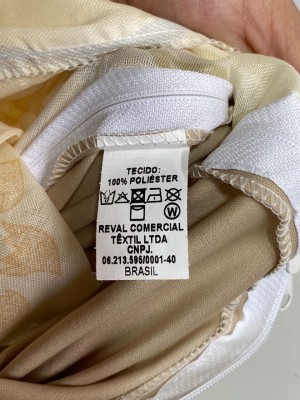 TECIDO:
100% POLIÉSTER
W
REVAL COMERCIAL
TÊXTIL LTDA
CNPJ.
06.213.595/0001-40
BRASIL